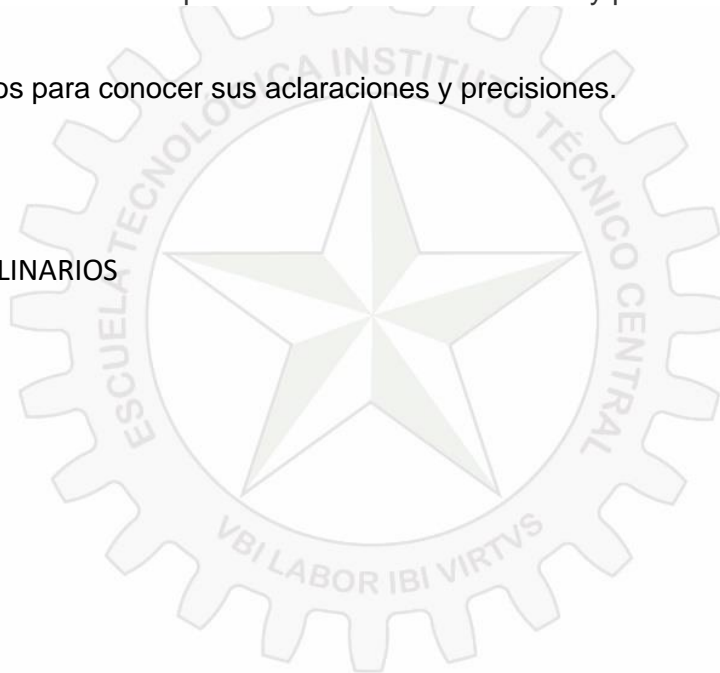 os para conocer sus aclaraciones y precisiones.
LINARIOS
ESCUELA TECNOLÓGICA INSTITUTO TÉCNICO CENTRAL
VBI LABOR IBI VIRTVS